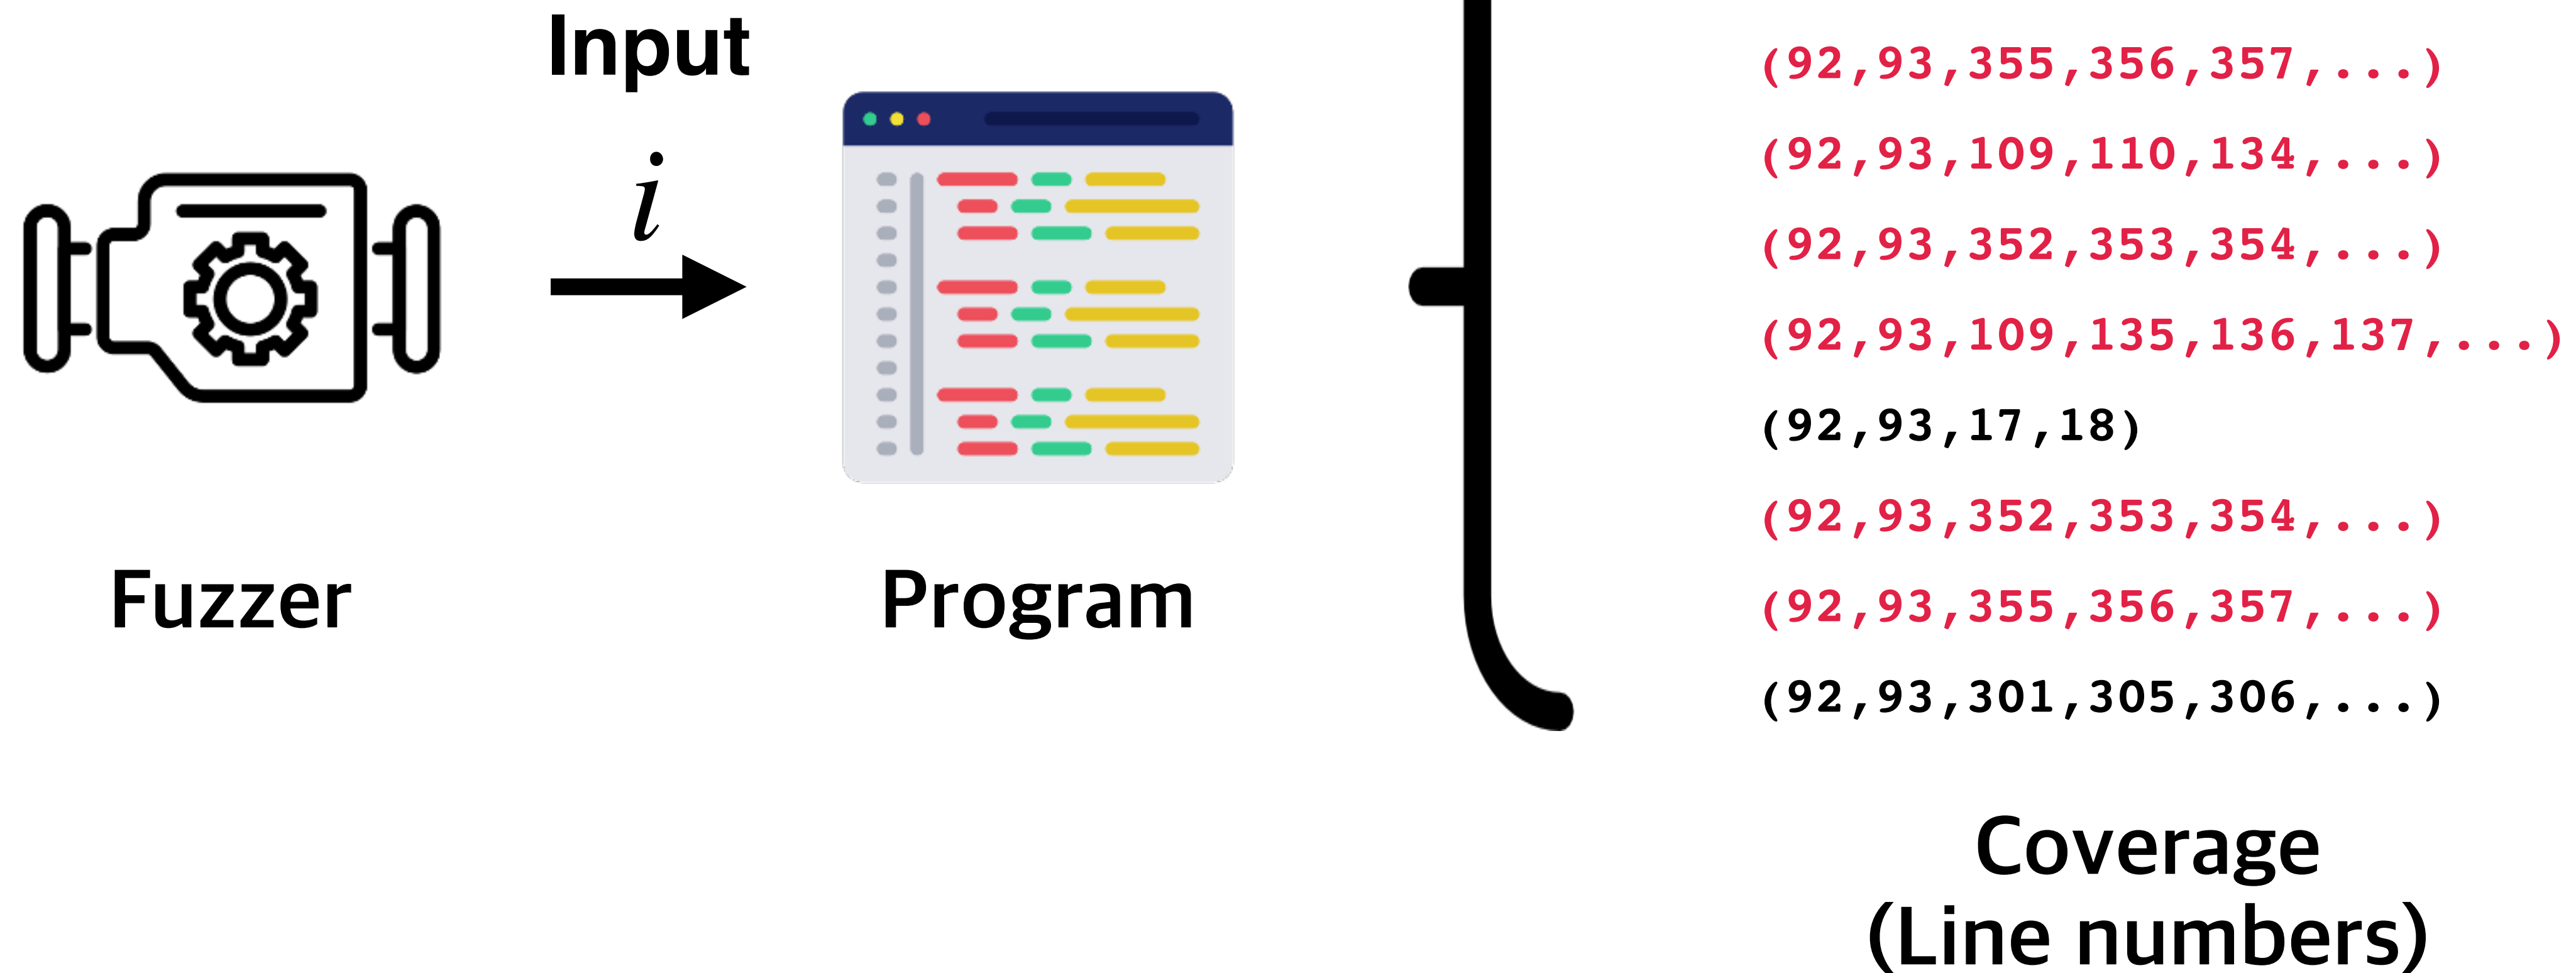 Input
i
Fuzzer
Program
(92,93,355,356,357,...)
(92,93,109,110,134,...)
(92,93,352,353,354,...)
(92,93,109,135,136,137,...)
(92,93,17,18)
(92,93,352,353,354,...)
(92,93,355,356,357,...)
(92,93,301,305,306,...)
Coverage
(Line numbers)